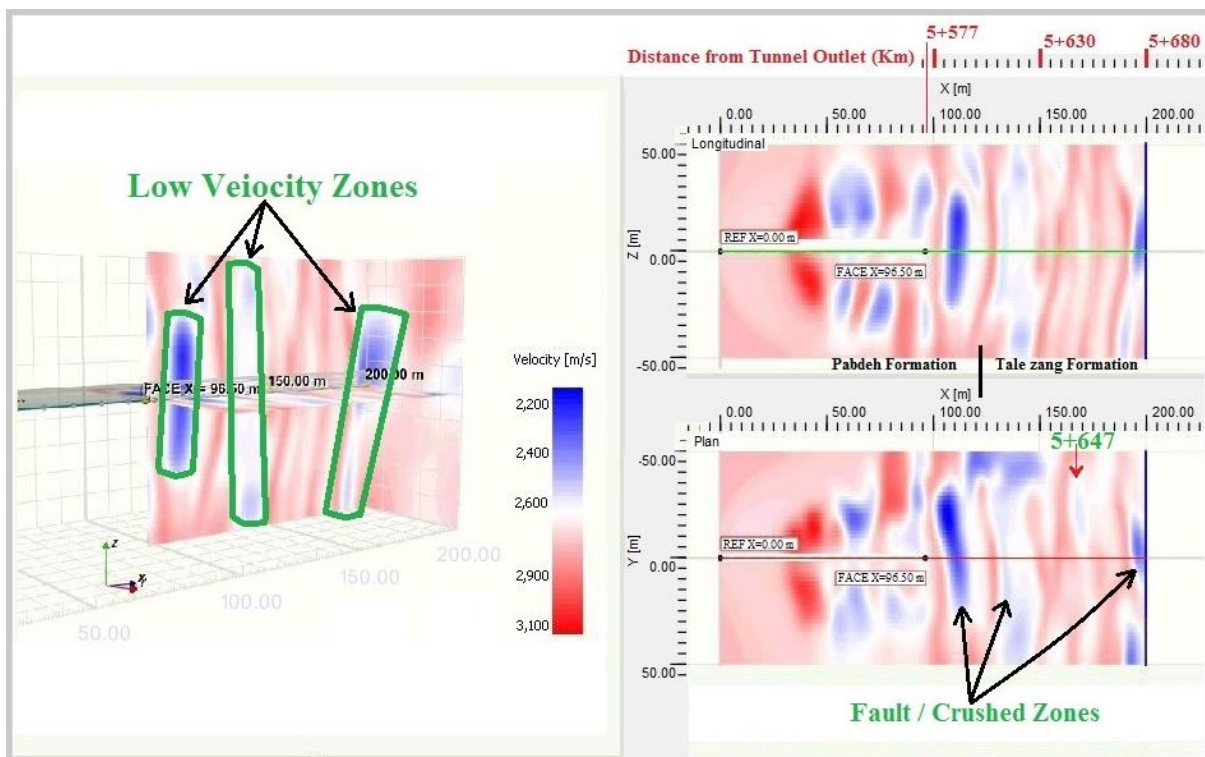 Low Veiocity Zones
FACE X = 96.50 m
150.00 m
200.00 m
Velocity [m/s]
2,200
2,600
2,900
3,100
z
50.00
100.00
150.00
200.00
5+577
5+630
5+680
Distance from Tunnel Outlet (Km)
X [m]
0.00 50.00 100.00 150.00 200.00
Longitudinal
50.00
0.00
-50.00
Z [m]
REF X=0.00 m
FACE X=96.50 m
Pabdeh Formation
Tale zang Formation
X [m]
0.00 50.00 100.00 150.00 200.00
Plan
5+647
-50.00
0.00
50.00
Y [m]
REF X=0.00 m
FACE X=96.50 m
Fault / Crushed Zones